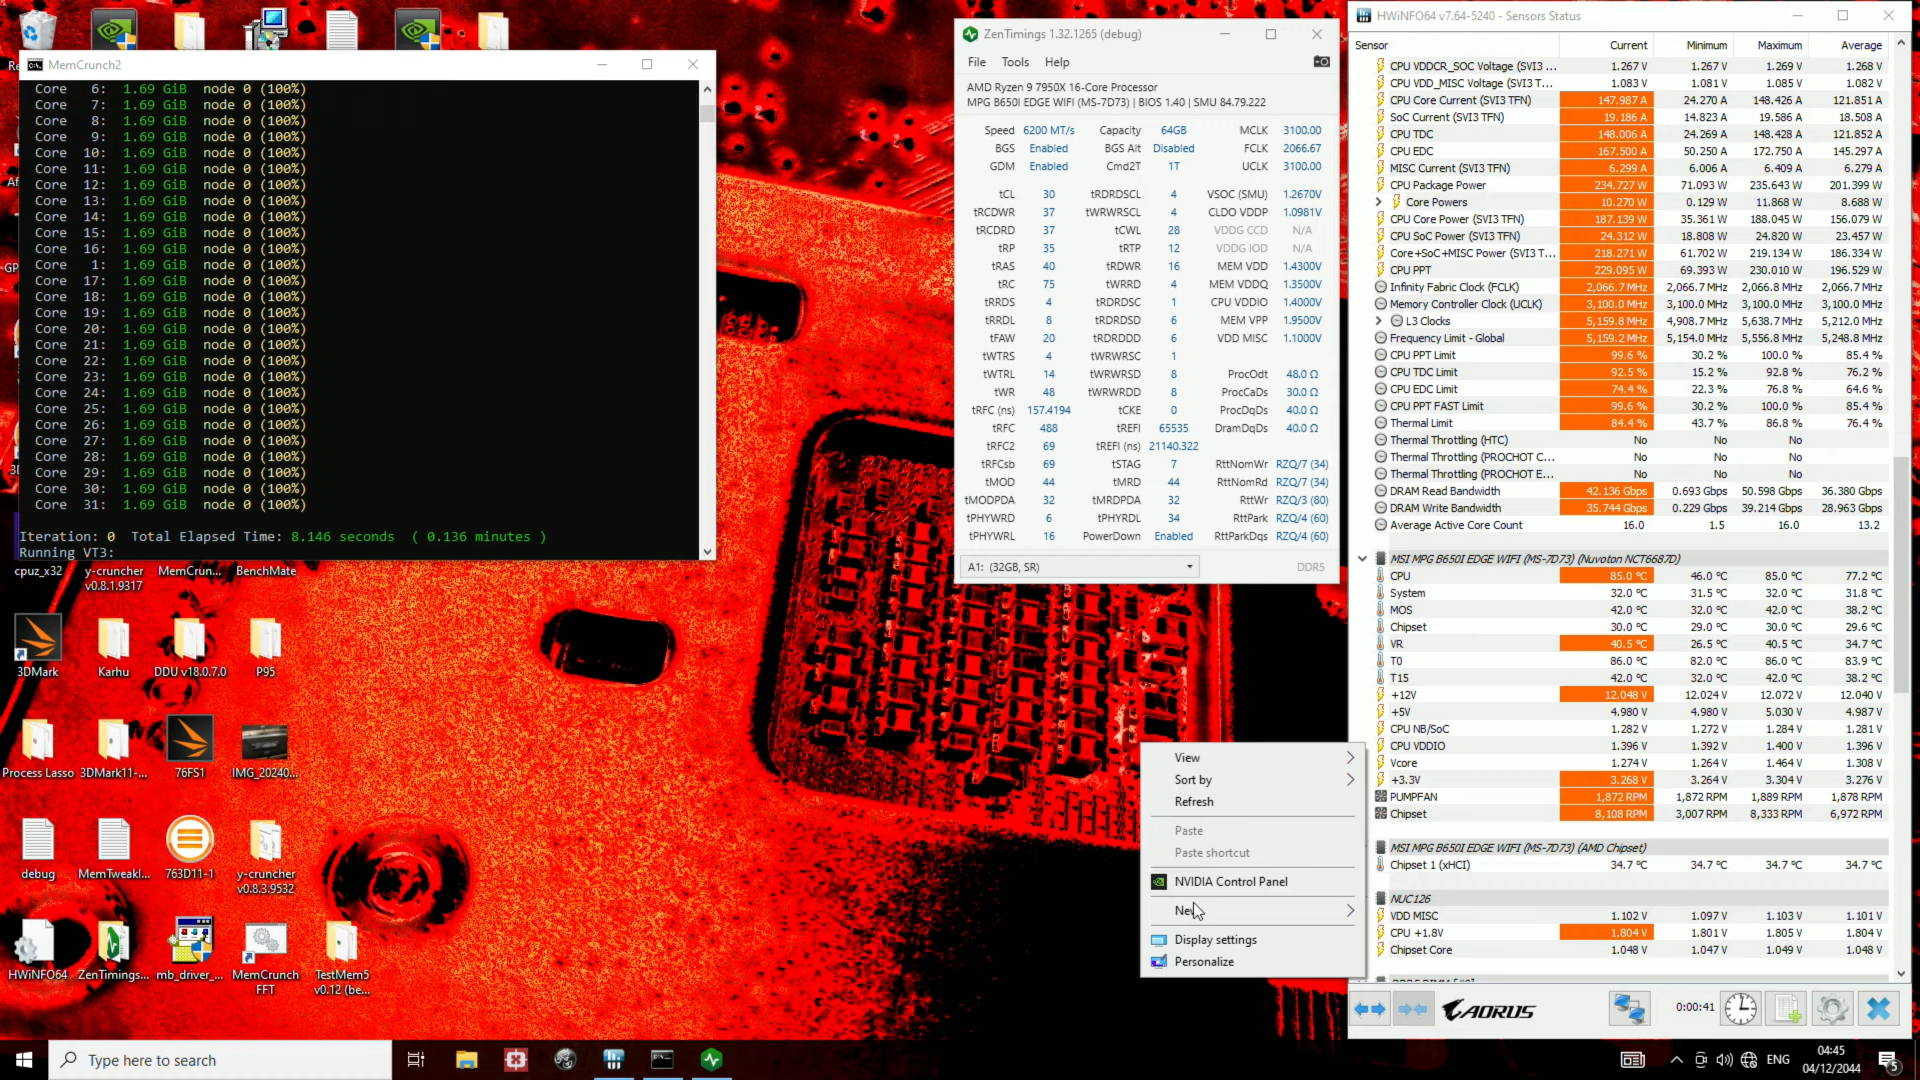 MemCrunch2
Core 6: 1.69 GiB node 0 (100%)
Core 7: 1.69 GiB node 0 (100%)
Core 8: 1.69 GiB node 0 (100%)
Core 9: 1.69 GiB node 0 (100%)
Core 10: 1.69 GiB node 0 (100%)
Core 11: 1.69 GiB node 0 (100%)
Core 12: 1.69 GiB node 0 (100%)
Core 13: 1.69 GiB node 0 (100%)
Core 14: 1.69 GiB node 0 (100%)
Core 15: 1.69 GiB node 0 (100%)
Core 16: 1.69 GiB node 0 (100%)
Core 1: 1.69 GiB node 0 (100%)
Core 17: 1.69 GiB node 0 (100%)
Core 18: 1.69 GiB node 0 (100%)
Core 19: 1.69 GiB node 0 (100%)
Core 20: 1.69 GiB node 0 (100%)
Core 21: 1.69 GiB node 0 (100%)
Core 22: 1.69 GiB node 0 (100%)
Core 23: 1.69 GiB node 0 (100%)
Core 24: 1.69 GiB node 0 (100%)
Core 25: 1.69 GiB node 0 (100%)
Core 26: 1.69 GiB node 0 (100%)
Core 27: 1.69 GiB node 0 (100%)
Core 28: 1.69 GiB node 0 (100%)
Core 29: 1.69 GiB node 0 (100%)
Core 30: 1.69 GiB node 0 (100%)
Core 31: 1.69 GiB node 0 (100%)
Iteration: 0 Total Elapsed Time: 8.146 seconds ( 0.136 minutes )
Running VT3:
cpuz_x32
y-cruncher v0.8.1.9317
MemCrun...
BenchMate
3DMark
Karhu
DDU v18.0.7.0
P95
Process Lasso
3DMark11-...
76FS1
IMG_20240...
debug
MemTweakI...
763D11-1
y-cruncher v0.8.3.9532
HWiNFO64
ZenTimings...
mb_driver_...
MemCrunch FFT
TestMem5 v0.12 (be...
ZenTimings 1.32.1265 (debug)
File Tools Help
AMD Ryzen 9 7950X 16-Core Processor
MPG B650I EDGE WIFI (MS-7D73) | BIOS 1.40 | SMU 84.79.222
Speed 6200 MT/s Capacity 64GB MCLK 3100.00
BGS Enabled BGS Alt Disabled FCLK 2066.67
GDM Enabled Cmd2T 1T UCLK 3100.00
tCL 30 tRDRDSCL 4 VSOC (SMU) 1.2670V
tRCDWR 37 tWRWRSCL 4 CLDO VDDP 1.0981V
tRCDRD 37 tCWL 28 VDDG CCD N/A
tRP 35 tRTP 12 VDDG IOD N/A
tRAS 40 tRDWR 16 MEM VDD 1.4300V
tRC 75 tWRRD 4 MEM VDDQ 1.3500V
tRRDS 4 tRDRDSC 1 CPU VDDIO 1.4000V
tRRDL 8 tRDRDSD 6 MEM VPP 1.9500V
tFAW 20 tRDRDDD 6 VDD MISC 1.1000V
tWTRS 4 tWRWRSC 1
tWTRL 14 tWRWRSD 8 ProcOdt 48.0 Ω
tWR 48 tWRWRDD 8 ProcCaDs 30.0 Ω
tRFC (ns) 157.4194 tCKE 0 ProcDqDs 40.0 Ω
tRFC 488 tREFI 65535 DramDqDs 40.0 Ω
tRFC2 69 tREFI (ns) 21140.322
tRFCsb 69 tSTAG 7 RttNomWr RZQ/7 (34)
tMOD 44 tMRD 44 RttNomRd RZQ/7 (34)
tMODPDA 32 tMRDPDA 32 RttWr RZQ/3 (80)
tPHYWRD 6 tPHYRDL 34 RttPark RZQ/4 (60)
tPHYWRL 16 PowerDown Enabled RttParkDqs RZQ/4 (60)
A1: (32GB, SR) DDR5
View
Sort by
Refresh
Paste
Paste shortcut
NVIDIA Control Panel
New
Display settings
Personalize
HWiNFO64 v7.64-5240 - Sensors Status
Sensor Current Minimum Maximum Average
CPU VDDCR_SOC Voltage (SVI3 ... 1.267 V 1.267 V 1.269 V 1.268 V
CPU VDD_MISC Voltage (SVI3 T... 1.083 V 1.081 V 1.085 V 1.082 V
CPU Core Current (SVI3 TFN) 147.987 A 24.270 A 148.426 A 121.851 A
SoC Current (SVI3 TFN) 19.186 A 14.823 A 19.586 A 18.508 A
CPU TDC 148.006 A 24.269 A 148.428 A 121.852 A
CPU EDC 167.500 A 50.250 A 172.750 A 145.297 A
MISC Current (SVI3 TFN) 6.299 A 6.006 A 6.409 A 6.279 A
CPU Package Power 234.727 W 71.093 W 235.643 W 201.399 W
Core Powers 10.270 W 0.129 W 11.868 W 8.688 W
CPU Core Power (SVI3 TFN) 187.139 W 35.361 W 188.045 W 156.079 W
CPU SoC Power (SVI3 TFN) 24.312 W 18.808 W 24.820 W 23.457 W
Core+SoC+MISC Power (SVI3 T... 218.271 W 61.702 W 219.134 W 186.334 W
CPU PPT 229.095 W 69.393 W 230.010 W 196.529 W
Infinity Fabric Clock (FCLK) 2,066.7 MHz 2,066.7 MHz 2,066.8 MHz 2,066.7 MHz
Memory Controller Clock (UCLK) 3,100.0 MHz 3,100.0 MHz 3,100.2 MHz 3,100.0 MHz
L3 Clocks 5,159.8 MHz 4,908.7 MHz 5,638.7 MHz 5,212.0 MHz
Frequency Limit - Global 5,159.2 MHz 5,154.0 MHz 5,556.8 MHz 5,248.8 MHz
CPU PPT Limit 99.6 % 30.2 % 100.0 % 85.4 %
CPU TDC Limit 92.5 % 15.2 % 92.8 % 76.2 %
CPU EDC Limit 74.4 % 22.3 % 76.8 % 64.6 %
CPU PPT FAST Limit 99.6 % 30.2 % 100.0 % 85.4 %
Thermal Limit 84.4 % 43.7 % 86.8 % 76.4 %
Thermal Throttling (HTC) No No No
Thermal Throttling (PROCHOT C... No No No
Thermal Throttling (PROCHOT E... No No No
DRAM Read Bandwidth 42.136 Gbps 0.693 Gbps 50.598 Gbps 36.380 Gbps
DRAM Write Bandwidth 35.744 Gbps 0.229 Gbps 39.214 Gbps 28.963 Gbps
Average Active Core Count 16.0 1.5 16.0 13.2
MSI MPG B650I EDGE WIFI (MS-7D73) (Nuvoton NCT6687D)
CPU 85.0 °C 46.0 °C 85.0 °C 77.2 °C
System 32.0 °C 31.5 °C 32.0 °C 31.8 °C
MOS 42.0 °C 32.0 °C 42.0 °C 38.2 °C
Chipset 30.0 °C 29.0 °C 30.0 °C 29.6 °C
VR 40.5 °C 26.5 °C 40.5 °C 34.7 °C
T0 86.0 °C 82.0 °C 86.0 °C 83.9 °C
T15 42.0 °C 32.0 °C 42.0 °C 38.2 °C
+12V 12.048 V 12.024 V 12.072 V 12.040 V
+5V 4.980 V 4.980 V 5.030 V 4.987 V
CPU NB/SoC 1.282 V 1.272 V 1.284 V 1.281 V
CPU VDDIO 1.396 V 1.392 V 1.400 V 1.396 V
Vcore 1.274 V 1.264 V 1.464 V 1.308 V
+3.3V 3.268 V 3.264 V 3.304 V 3.276 V
PUMPFAN 1,872 RPM 1,872 RPM 1,889 RPM 1,878 RPM
Chipset 8,108 RPM 3,007 RPM 8,333 RPM 6,972 RPM
MSI MPG B650I EDGE WIFI (MS-7D73) (AMD Chipset)
Chipset 1 (xHCI) 34.7 °C 34.7 °C 34.7 °C 34.7 °C
NUC126
VDD MISC 1.102 V 1.097 V 1.103 V 1.101 V
CPU +1.8V 1.804 V 1.801 V 1.805 V 1.804 V
Chipset Core 1.048 V 1.047 V 1.049 V 1.048 V
AORUS
0:00:41
Type here to search
ENG
04:45
04/12/2044
5